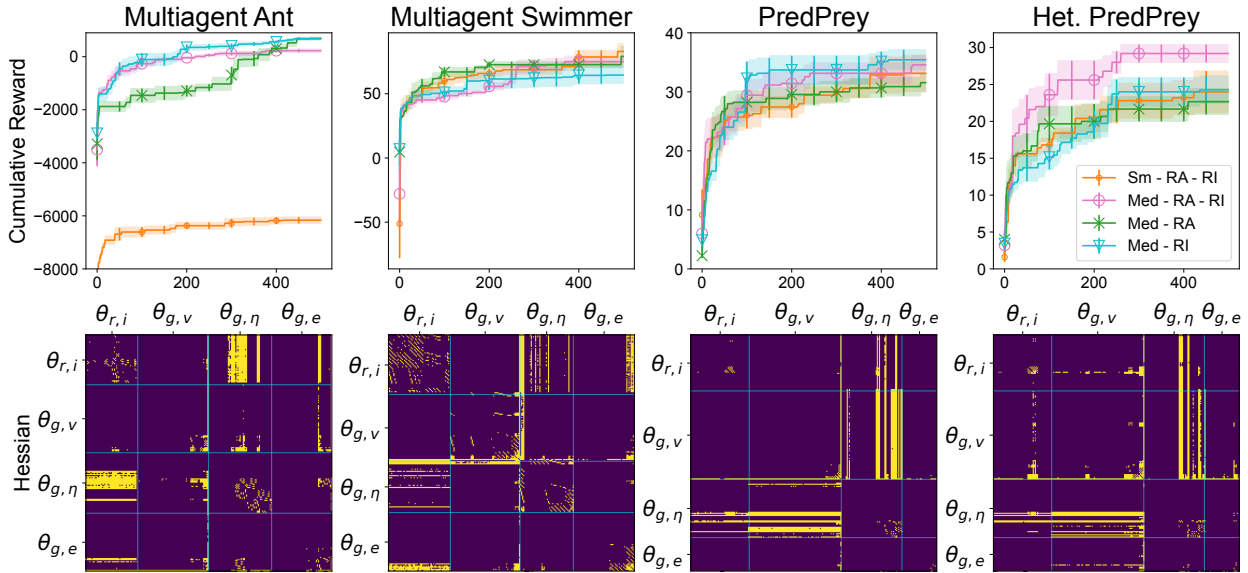 Multiagent Ant
Multiagent Swimmer
PredPrey
Het. PredPrey
Cumulative Reward
0
−2000
−4000
−6000
−8000
0 200 400
50
0
−50
0 200 400
40
30
20
10
0
0 200 400
30
25
20
15
10
5
0
0 200 400
Sm - RA - RI
Med - RA - RI
Med - RA
Med - RI
θr,i θg,v θg,η θg,e
θr,i θg,v θg,η θg,e
θr,i θg,v θg,η θg,e
θr,i θg,v θg,η θg,e
Hessian
θr,i
θg,v
θg,η
θg,e
θr,i
θg,v
θg,η
θg,e
θr,i
θg,v
θg,η
θg,e
θr,i
θg,v
θg,η
θg,e